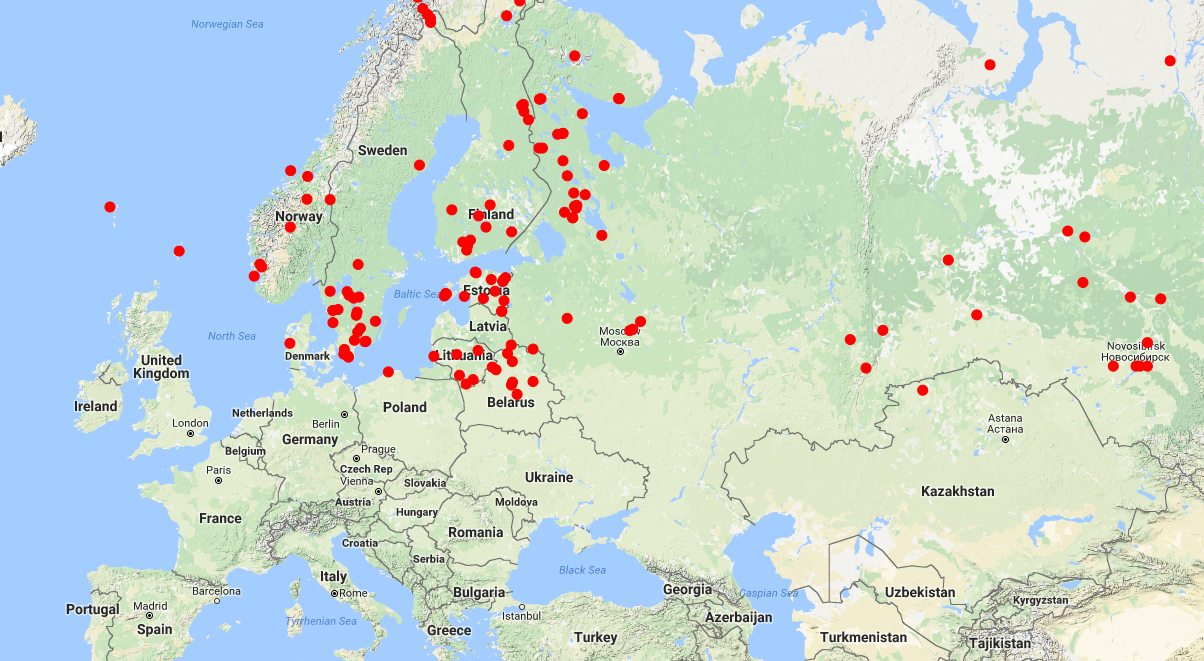 Norwegian Sea
Sweden
Finland
Norway
Baltic Sea
Estonia
North Sea
Latvia
Moscow
Москва
Denmark
Lithuania
Novosibirsk
Новосибирск
United
Kingdom
Ireland
Belarus
Poland
Netherlands
Berlin
London
Astana
Астана
Germany
Belgium
Prague
Paris
Czech Rep
Vienna
Slovakia
Ukraine
Kazakhstan
Austria
Moldova
Hungary
France
Romania
Croatia
Serbia
Black Sea
Italy
Georgia
Barcelona
Rome
Bulgaria
Caspian Sea
Uzbekistan
Kyrgyzstan
Portugal
Madrid
Istanbul
Azerbaijan
Tyrrhenian Sea
Spain
Greece
Turkey
Turkmenistan
Tajikistan